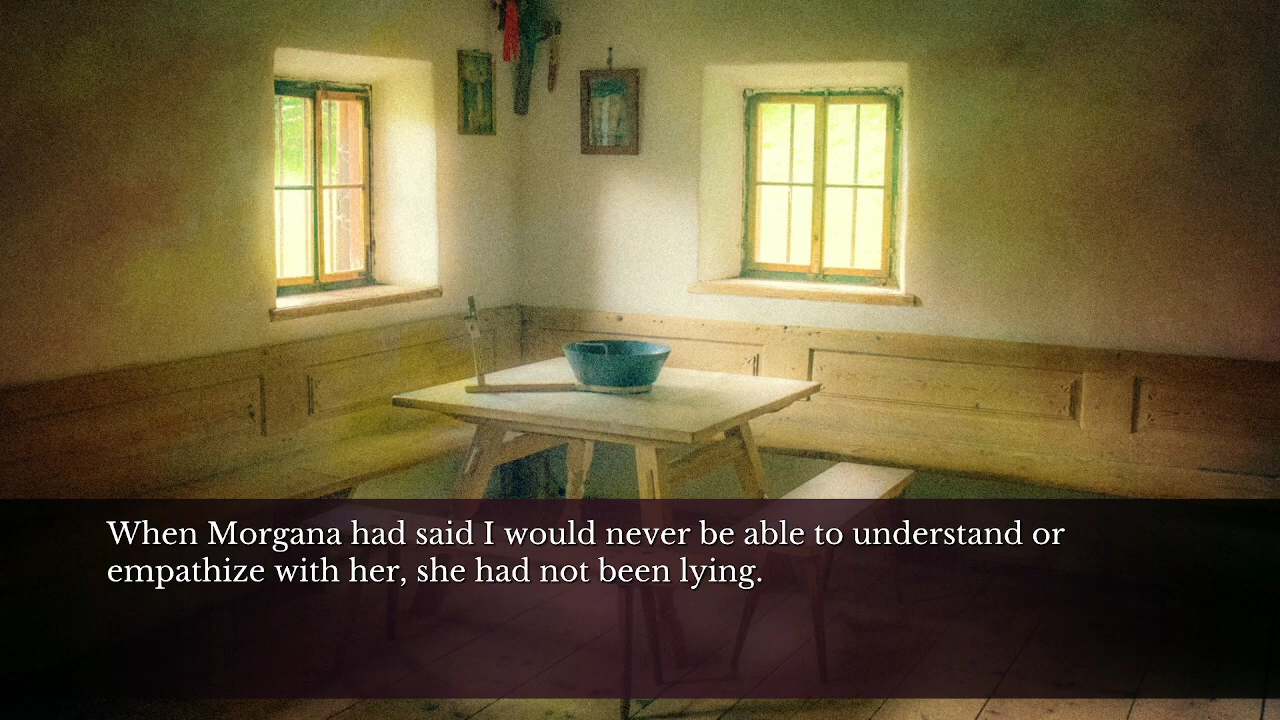 When Morgana had said I would never be able to understand or
empathize with her, she had not been lying.